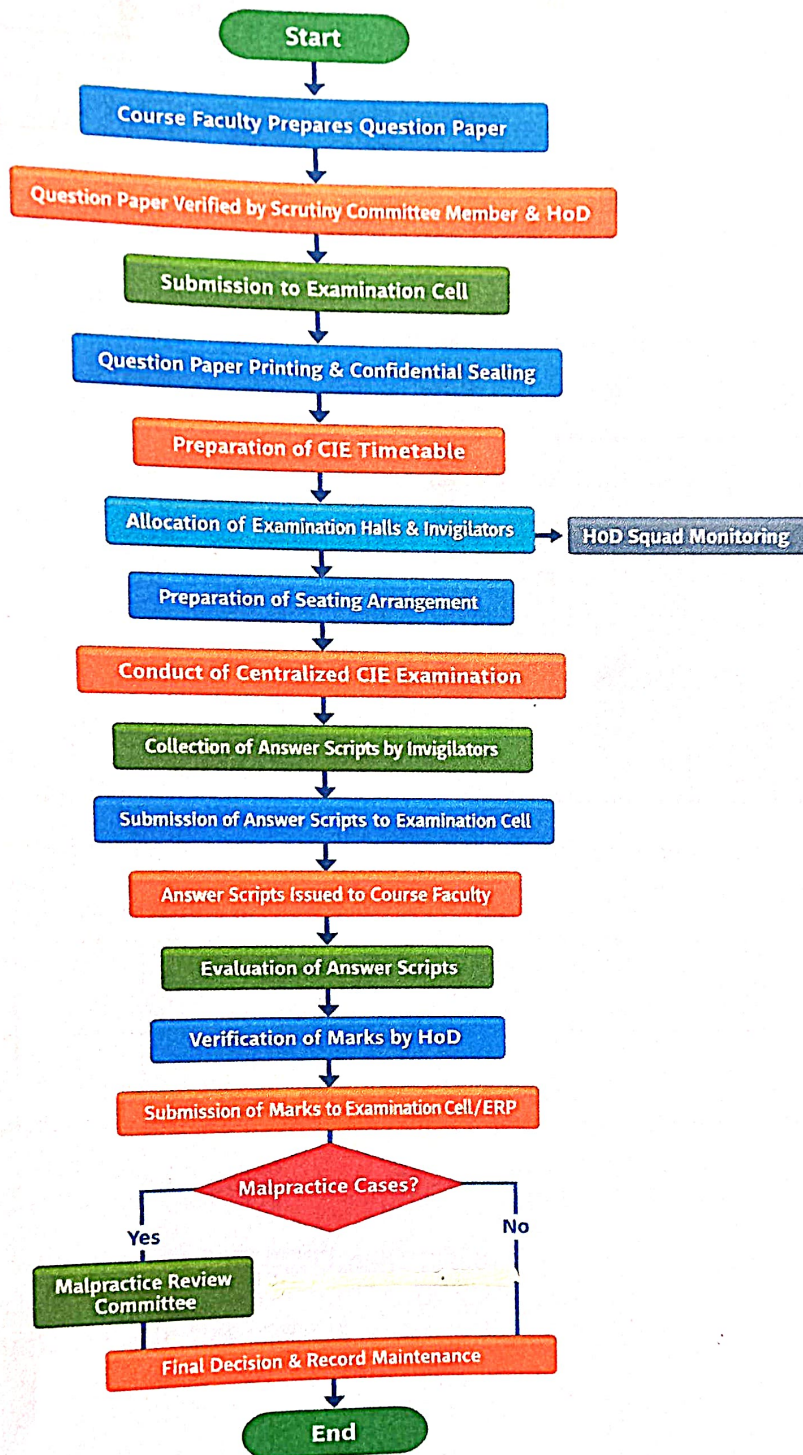 Start
Course Faculty Prepares Question Paper
Question Paper Verified by Scrutiny Committee Member & HoD
Submission to Examination Cell
Question Paper Printing & Confidential Sealing
Preparation of CIE Timetable
Allocation of Examination Halls & Invigilators
HoD Squad Monitoring
Preparation of Seating Arrangement
Conduct of Centralized CIE Examination
Collection of Answer Scripts by Invigilators
Submission of Answer Scripts to Examination Cell
Answer Scripts Issued to Course Faculty
Evaluation of Answer Scripts
Verification of Marks by HoD
Submission of Marks to Examination Cell/ERP
Malpractice Cases?
Yes
No
Malpractice Review
Committee
Final Decision & Record Maintenance
End